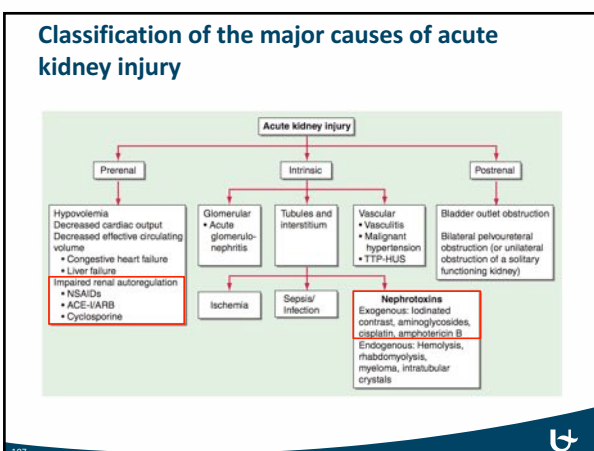 Classification of the major causes of acute
kidney injury
Acute kidney injury
Prerenal
Intrinsic
Postrenal
Hypovolemia
Decreased cardiac output
Decreased effective circulating
volume
• Congestive heart failure
• Liver failure
Impaired renal autoregulation
• NSAIDs
• ACE-I/ARB
• Cyclosporine
Glomerular
• Acute
glomerulo-
nephritis
Tubules and
interstitium
Vascular
• Vasculitis
• Malignant
hypertension
• TTP-HUS
Bladder outlet obstruction
Bilateral pelvoureteral
obstruction (or unilateral
obstruction of a solitary
functioning kidney)
Ischemia
Sepsis/
Infection
Nephrotoxins
Exogenous: Iodinated
contrast, aminoglycosides,
cisplatin, amphotericin B
Endogenous: Hemolysis,
rhabdomyolysis,
myeloma, intratubular
crystals